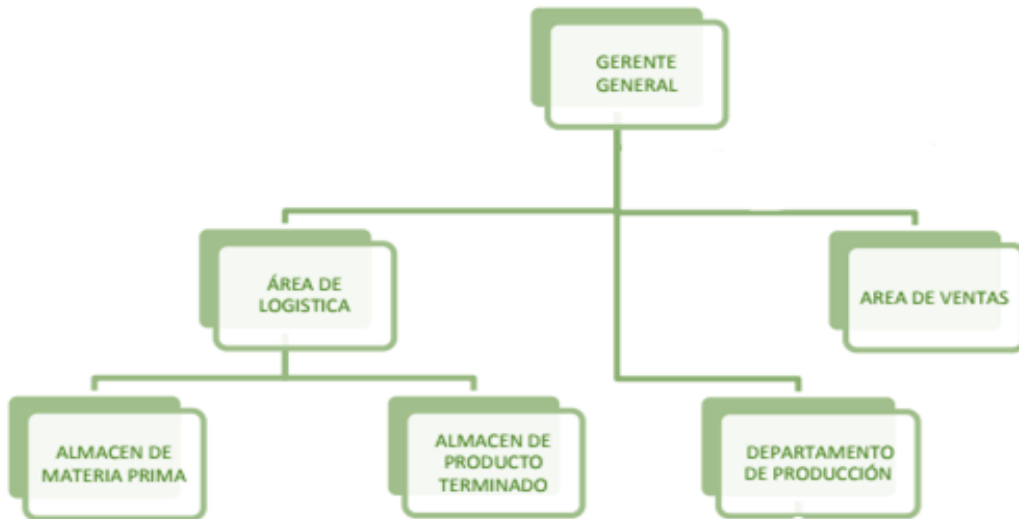 GERENTE
GENERAL
ÁREA DE
LOGISTICA
AREA DE VENTAS
ALMACEN DE
MATERIA PRIMA
ALMACEN DE
PRODUCTO
TERMINADO
DEPARTAMENTO
DE PRODUCCIÓN